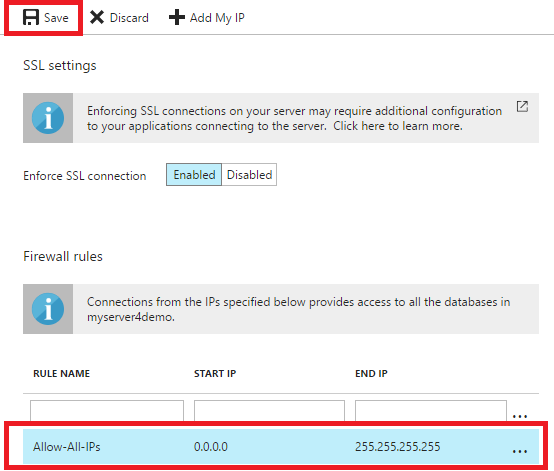 Save Discard Add My IP
SSL settings
Enforcing SSL connections on your server may require additional configuration
to your applications connecting to the server. Click here to learn more.
Enforce SSL connection Enabled Disabled
Firewall rules
Connections from the IPs specified below provides access to all the databases in
myserver4demo.
RULE NAME START IP END IP
...
Allow-All-IPs 0.0.0.0 255.255.255.255 ...